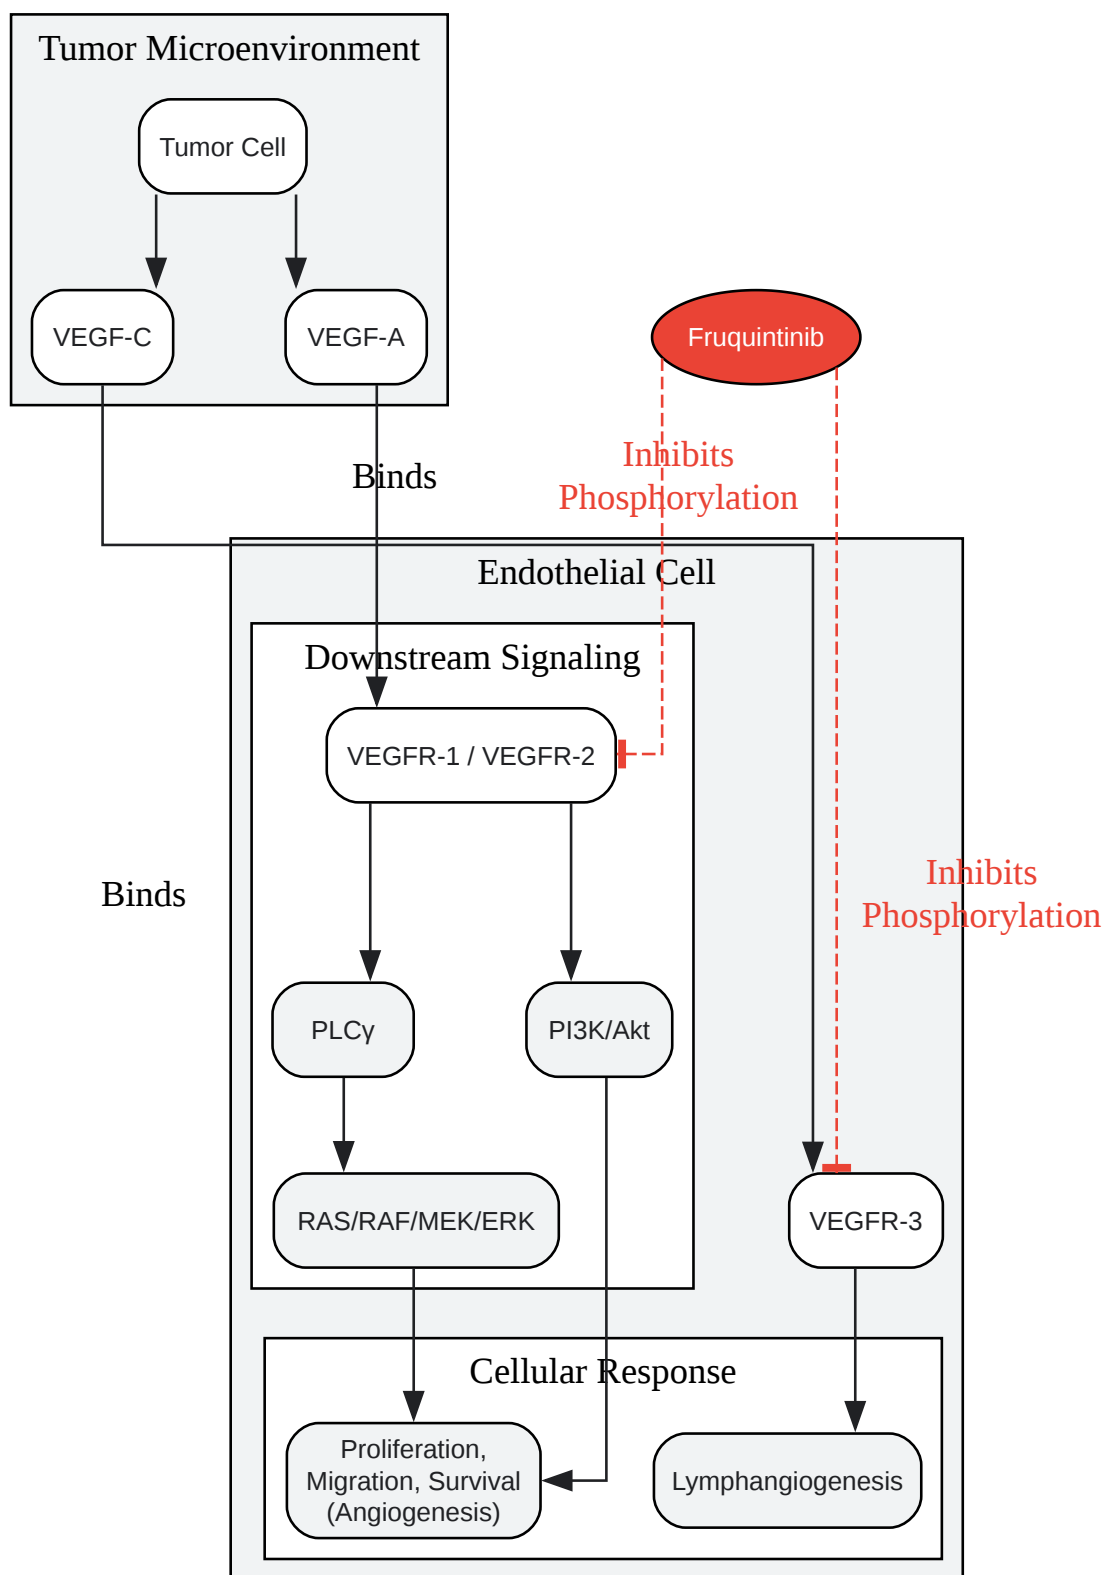 Tumor Microenvironment
Tumor Cell
VEGF-C
VEGF-A
Fruquintinib
Binds
Inhibits
Phosphorylation
Endothelial Cell
Downstream Signaling
VEGFR-1 / VEGFR-2
Binds
Inhibits
Phosphorylation
PLCγ
PI3K/Akt
RAS/RAF/MEK/ERK
VEGFR-3
Cellular Response
Proliferation,
Migration, Survival
(Angiogenesis)
Lymphangiogenesis